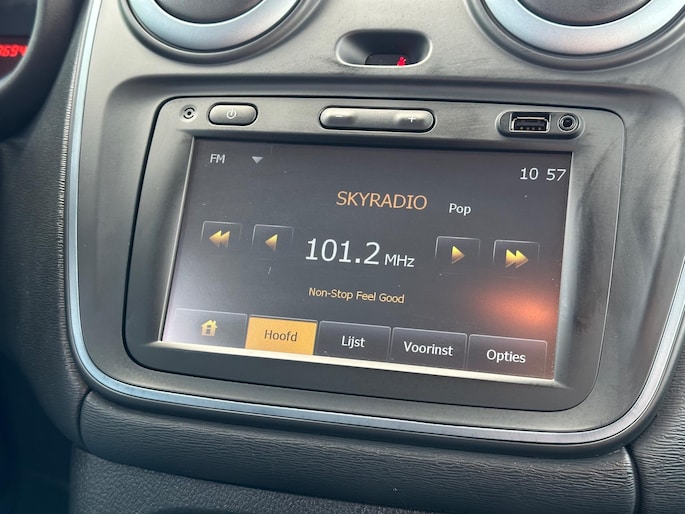 FM
10 57
SKYRADIO Pop
101.2 MHz
Non-Stop Feel Good
Hoofd Lijst Voorinst Opties